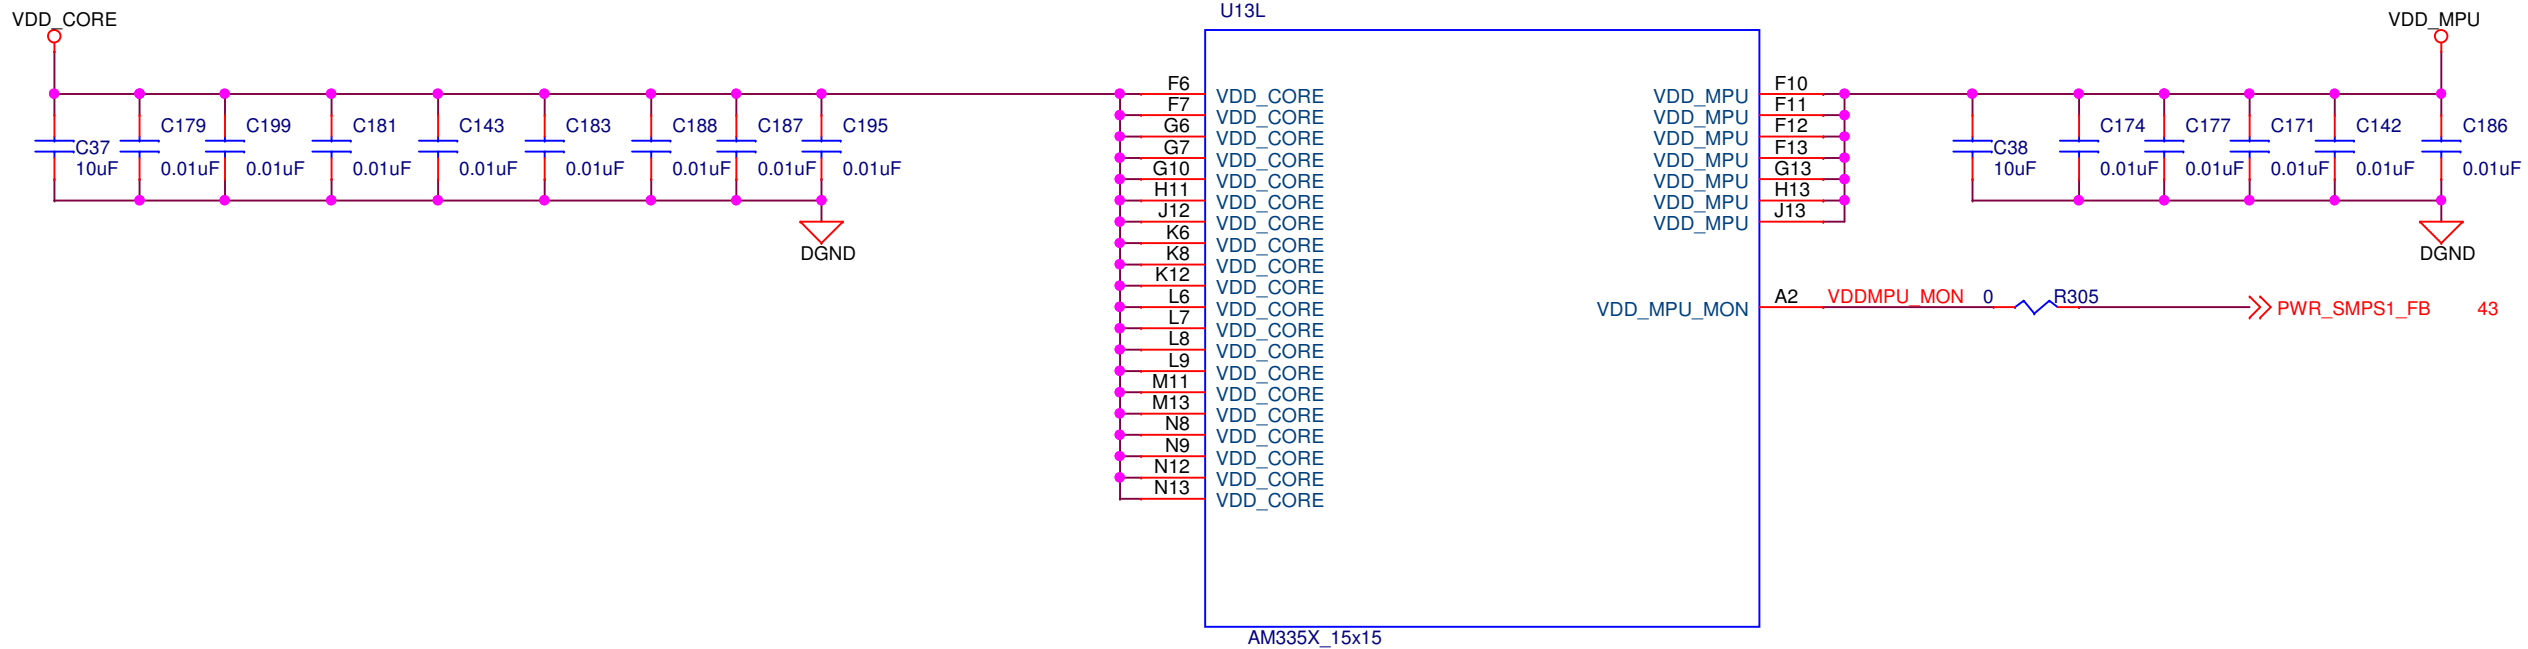 U13L
VDD_CORE
VDD_MPU
F6 VDD_CORE VDD_MPU F10
F7 VDD_CORE VDD_MPU F11
G6 VDD_CORE VDD_MPU F12
G7 VDD_CORE VDD_MPU F13
G10 VDD_CORE VDD_MPU G13
H11 VDD_CORE VDD_MPU H13
J12 VDD_CORE VDD_MPU J13
K6 VDD_CORE
K8 VDD_CORE
K12 VDD_CORE
L6 VDD_CORE VDD_MPU_MON A2 VDDMPU_MON 0 R305 PWR_SMPS1_FB 43
L7 VDD_CORE
L8 VDD_CORE
L9 VDD_CORE
M11 VDD_CORE
M13 VDD_CORE
N8 VDD_CORE
N9 VDD_CORE
N12 VDD_CORE
N13 VDD_CORE
C179 C199 C181 C143 C183 C188 C187 C195
C37
10uF 0.01uF 0.01uF 0.01uF 0.01uF 0.01uF 0.01uF 0.01uF 0.01uF
DGND
C174 C177 C171 C142 C186
C38
10uF 0.01uF 0.01uF 0.01uF 0.01uF 0.01uF
DGND
AM335X_15x15